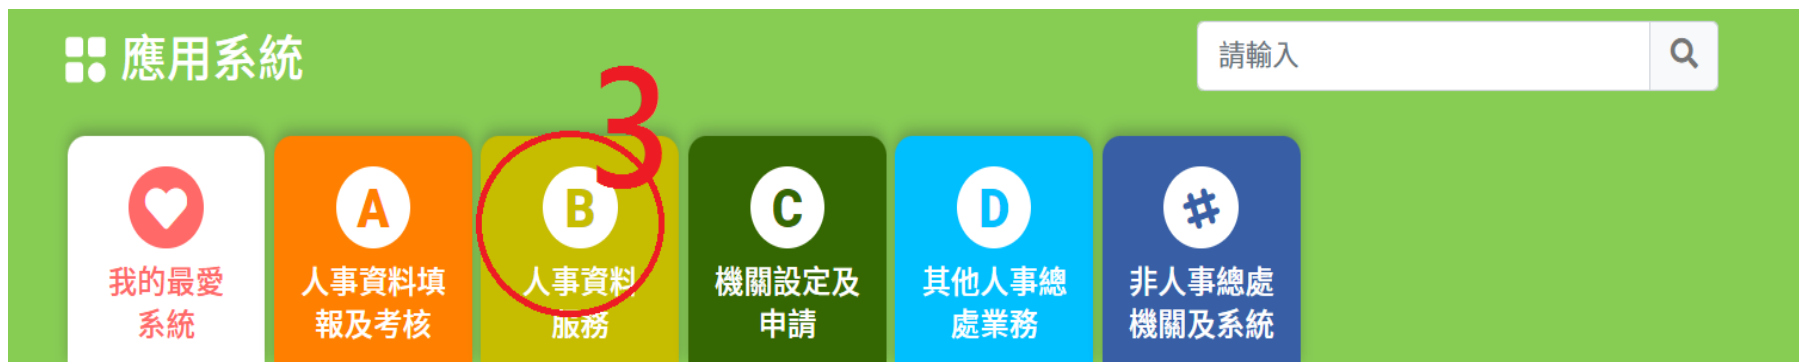 應用系統
請輸入
3
A
B
C
D
#
我的最愛
系統
人事資料填
報及考核
人事資料
服務
機關設定及
申請
其他人事總
處業務
非人事總處
機關及系統